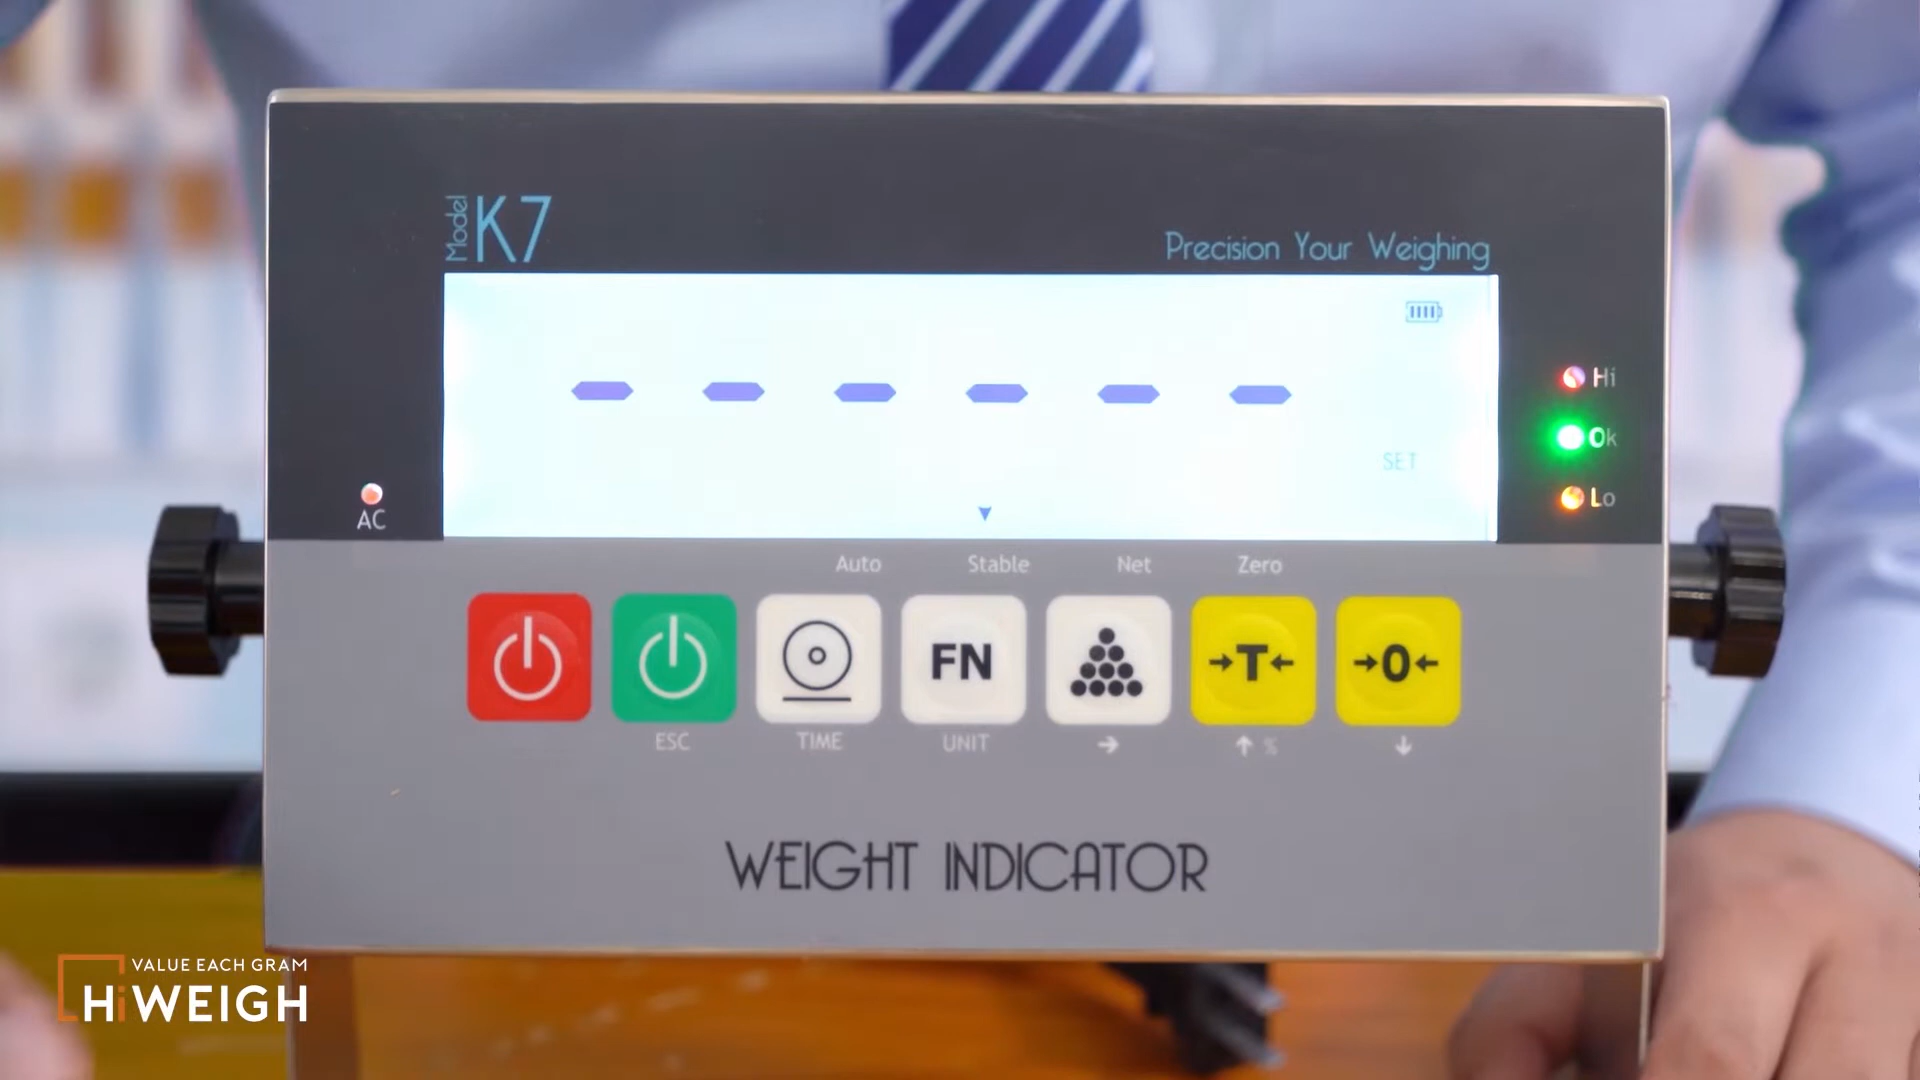 Model K7
Precision Your Weighing
------
SET
Hi
Ok
Lo
AC
Auto Stable Net Zero
FN →T← →0←
ESC TIME UNIT → ↑ % ↓
WEIGHT INDICATOR
VALUE EACH GRAM
HiWEIGH